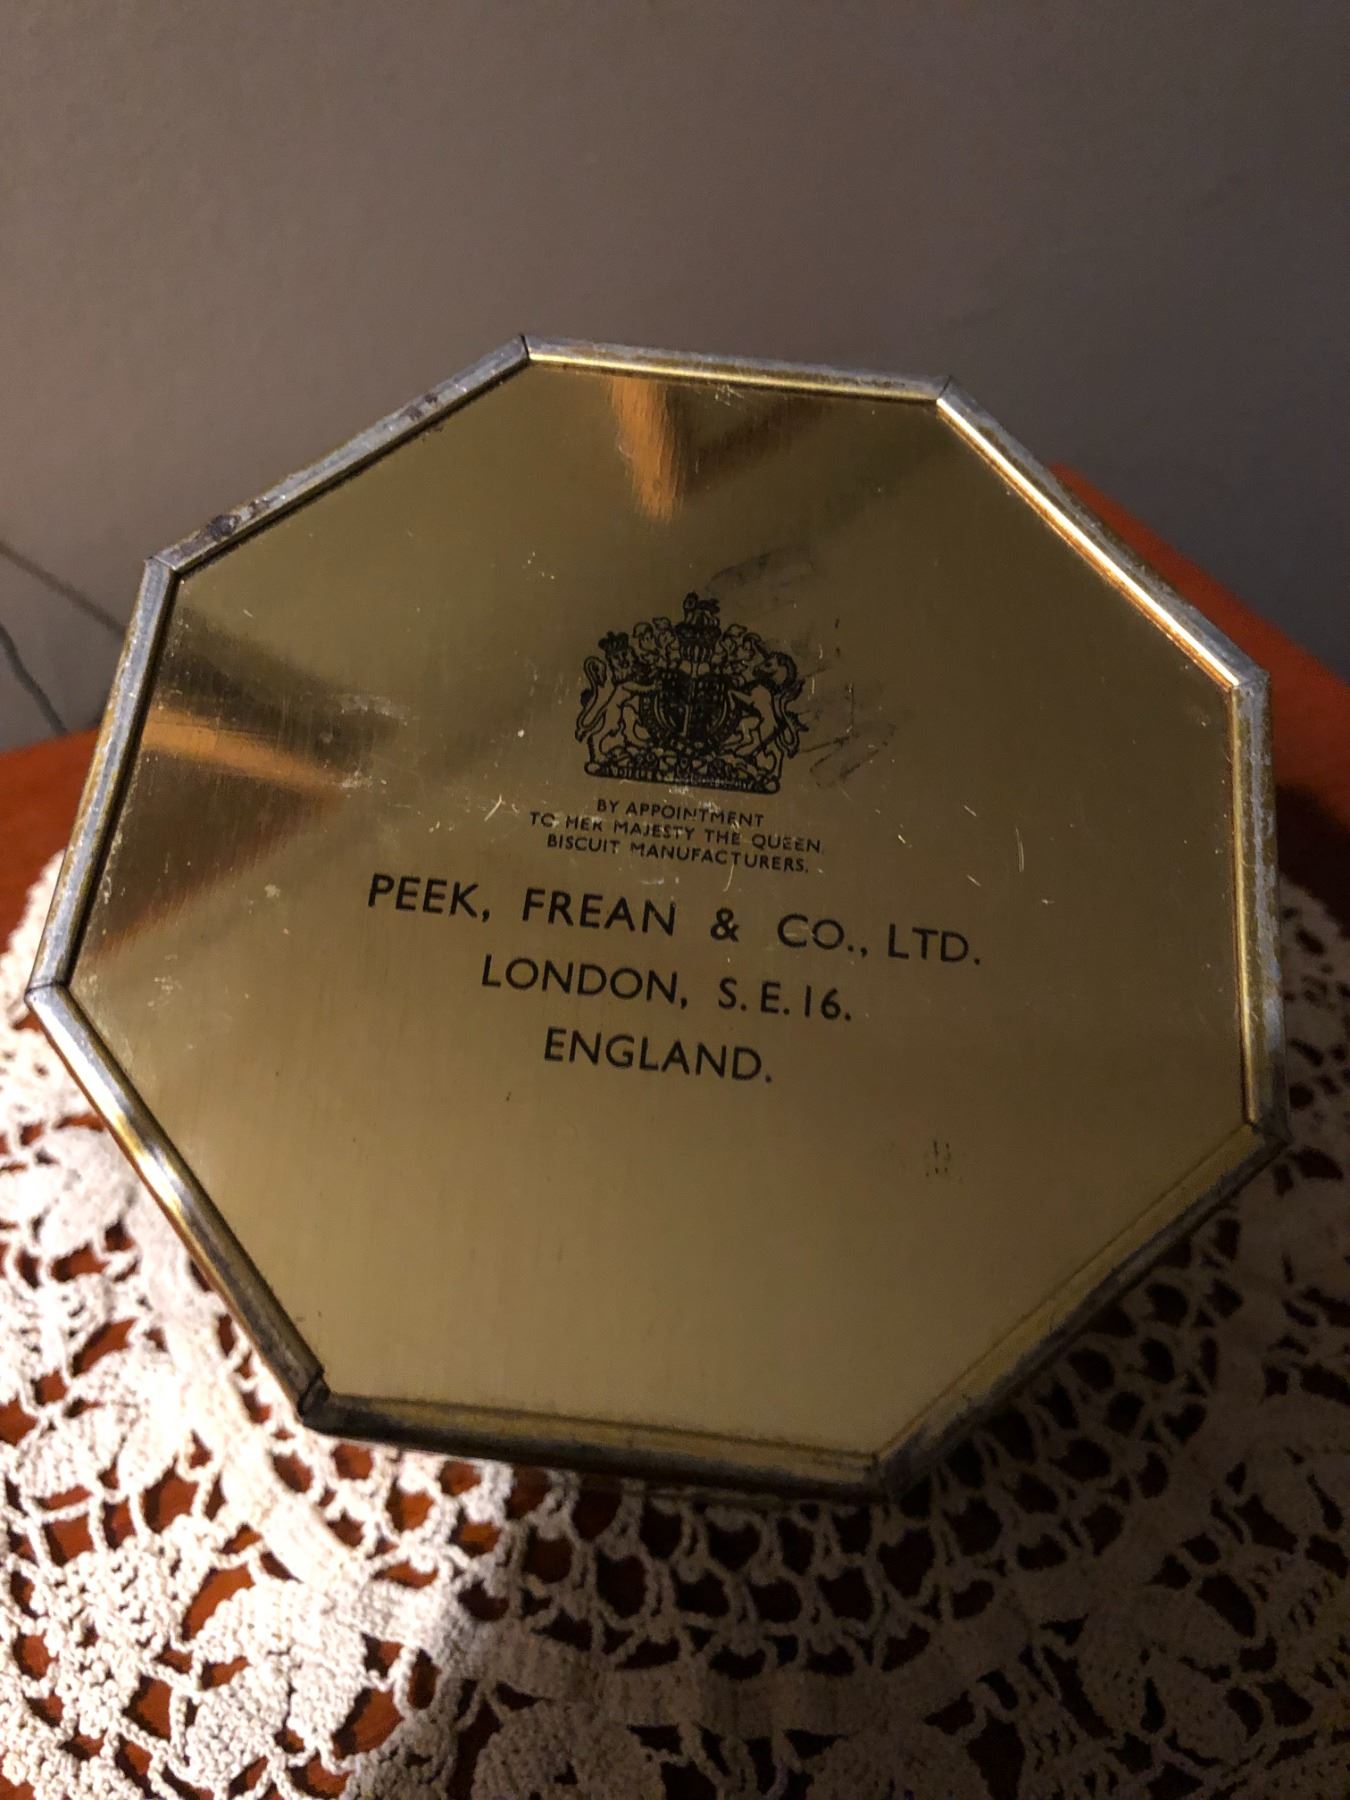 BY APPOINTMENT
TO HER MAJESTY THE QUEEN,
BISCUIT MANUFACTURERS.
PEEK, FREAN & CO., LTD.
LONDON, S.E.16.
ENGLAND.